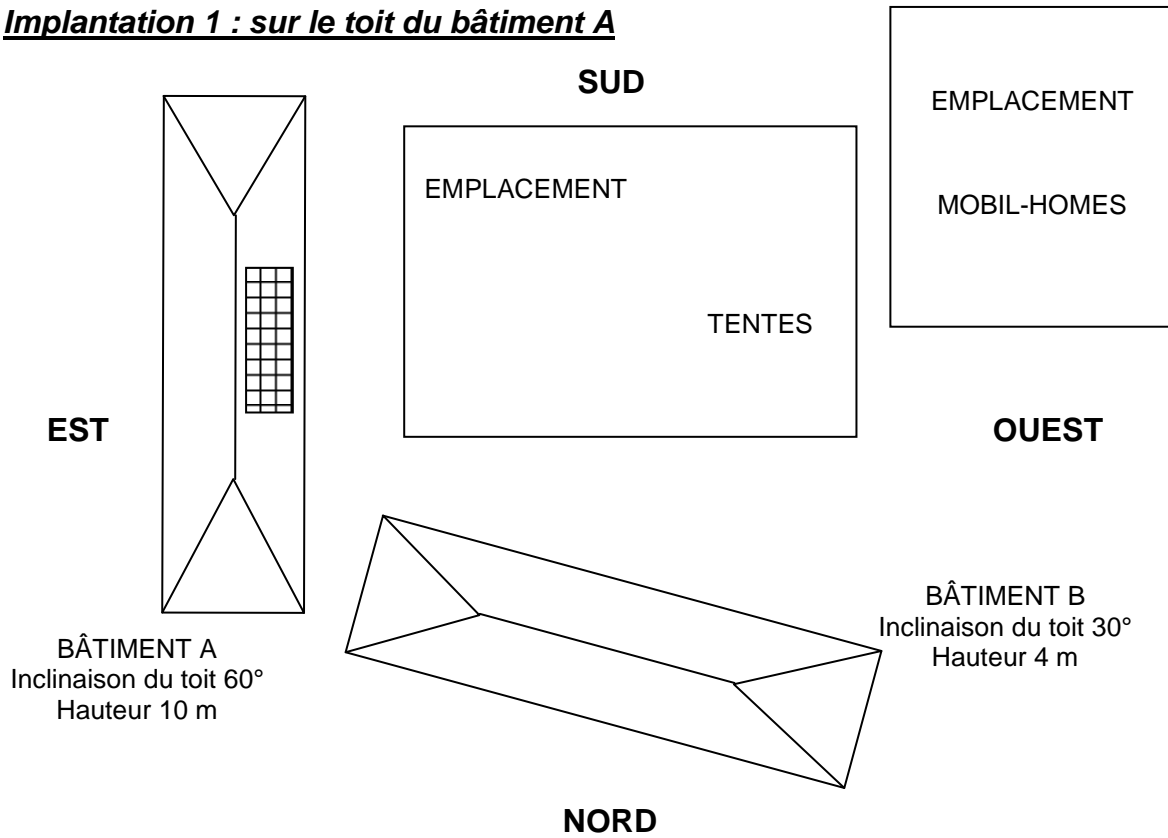 Implantation 1 : sur le toit du bâtiment A
SUD
EMPLACEMENT
MOBIL-HOMES
EMPLACEMENT
TENTES
EST
OUEST
BÂTIMENT A
Inclinaison du toit 60°
Hauteur 10 m
BÂTIMENT B
Inclinaison du toit 30°
Hauteur 4 m
NORD